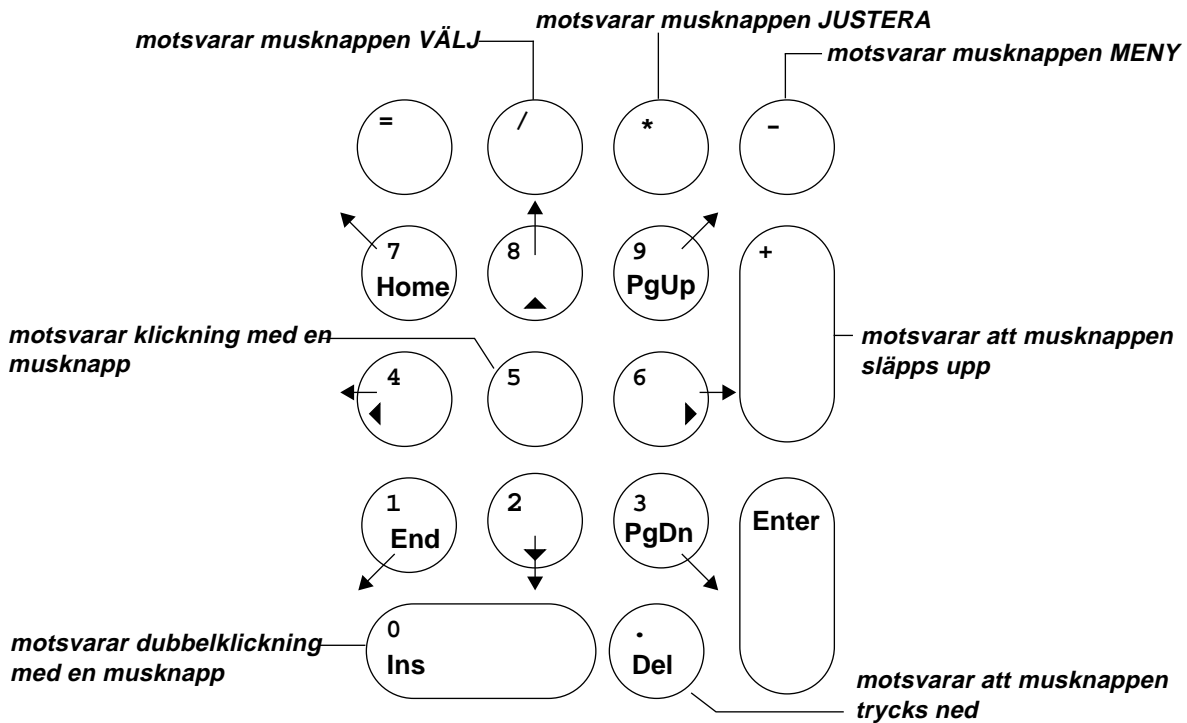 motsvarar musknappen JUSTERA
motsvarar musknappen VÄLJ
motsvarar musknappen MENY
= / * -
7 8 9 +
Home PgUp
motsvarar klickning med en
musknapp
motsvarar att musknappen
släpps upp
4 5 6
1 2 3
End PgDn Enter
0 .
Ins Del
motsvarar dubbelklickning
med en musknapp
motsvarar att musknappen
trycks ned